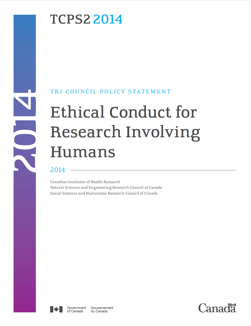 TCPS2 2014
TRI-COUNCIL POLICY STATEMENT
Ethical Conduct for
Research Involving
Humans
2014
2014
Canadian Institutes of Health Research
Natural Sciences and Engineering Research Council of Canada
Social Sciences and Humanities Research Council of Canada
Government of Canada
Gouvernement du Canada
Canada